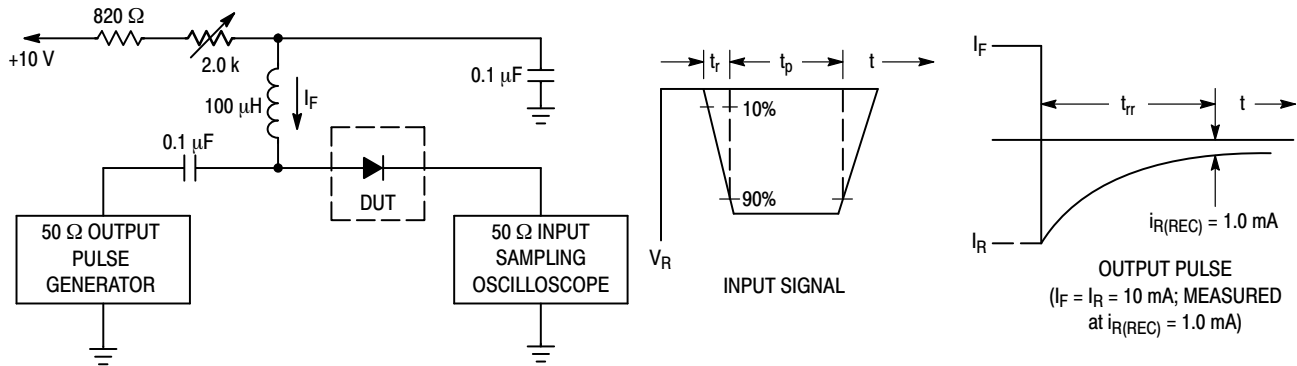 820 Ω
+10 V
2.0 k
100 µH
I_F
0.1 µF
0.1 µF
DUT
50 Ω OUTPUT
PULSE
GENERATOR
50 Ω INPUT
SAMPLING
OSCILLOSCOPE
t_r
t_p
t
10%
90%
V_R
INPUT SIGNAL
I_F
t_rr
t
I_R
i_R(REC) = 1.0 mA
OUTPUT PULSE
(I_F = I_R = 10 mA; MEASURED
at i_R(REC) = 1.0 mA)